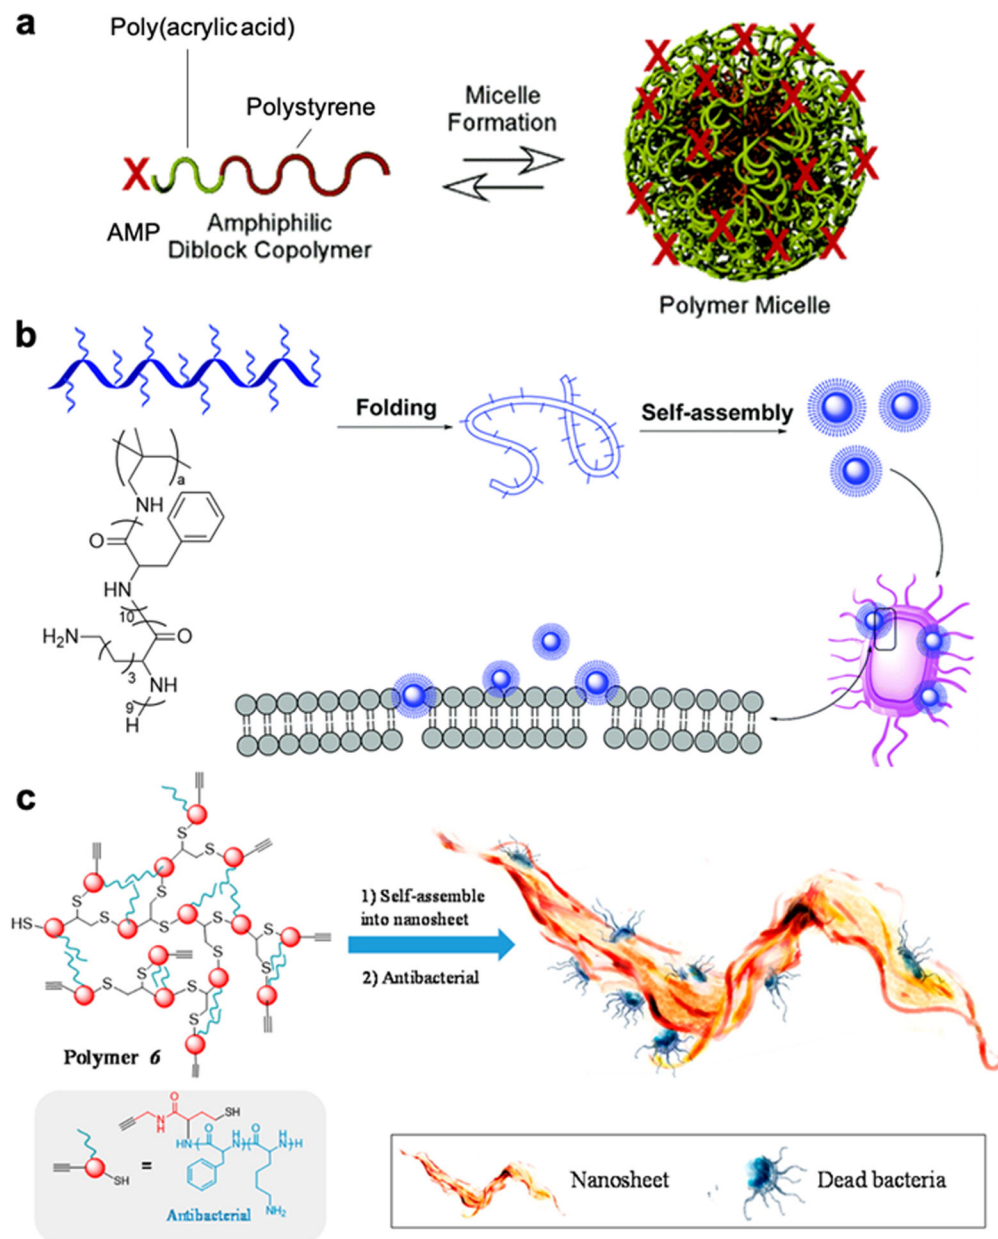 a
Poly(acrylic acid)
Polystyrene
X
AMP
Amphiphilic
Diblock Copolymer
Micelle
Formation
X X X X X X X X X X X X X X X
Polymer Micelle
b
Folding
Self-assembly
a
NH
O
HN
10
H2N
O
3
NH
9
H
c
S
S
S
S
S
S
HS
S
S
S
S
S
S
Polymer 6
1) Self-assemble
into nanosheet
2) Antibacterial
SH
=
O
N
H
SH
HN
O
H
N
O
H
N
H
NH2
Antibacterial
Nanosheet
Dead bacteria